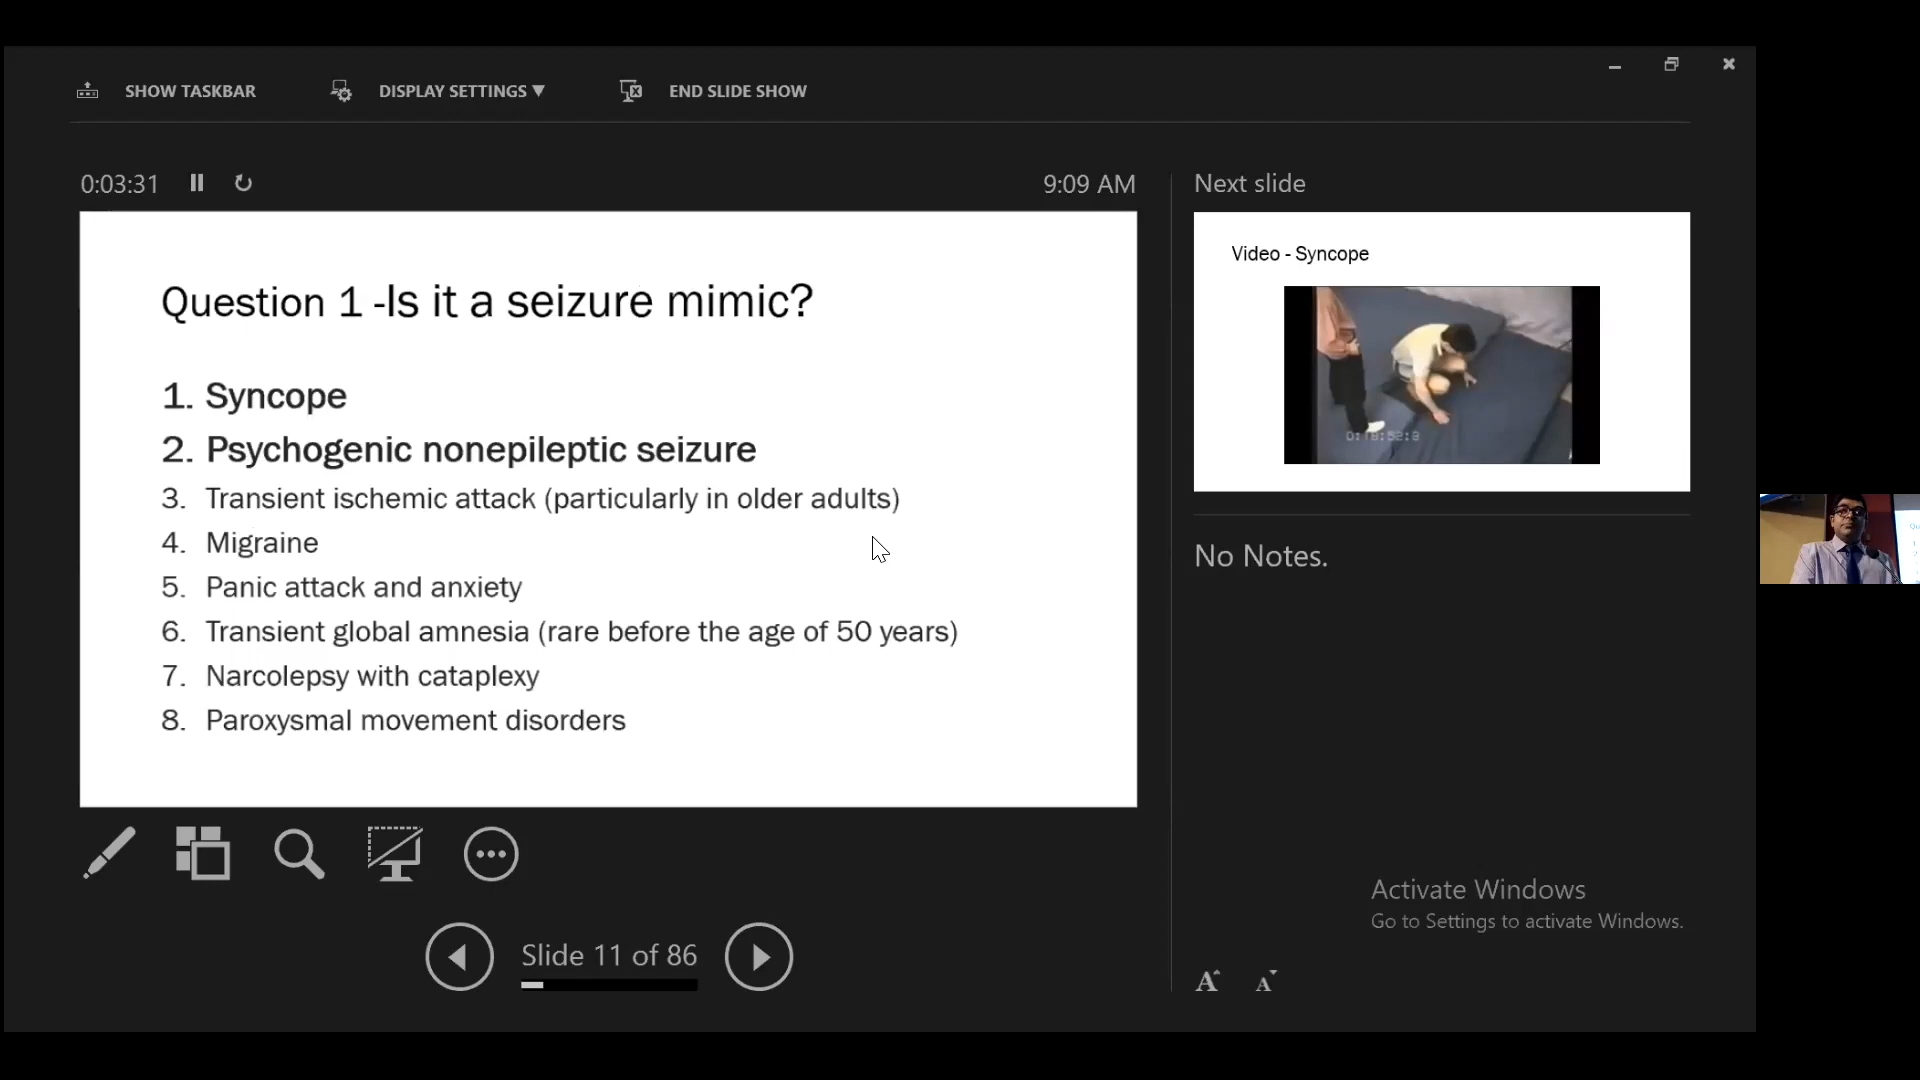 SHOW TASKBAR
DISPLAY SETTINGS ▼
END SLIDE SHOW
0:03:31
9:09 AM
Question 1 -Is it a seizure mimic?
1. Syncope
2. Psychogenic nonepileptic seizure
3. Transient ischemic attack (particularly in older adults)
4. Migraine
5. Panic attack and anxiety
6. Transient global amnesia (rare before the age of 50 years)
7. Narcolepsy with cataplexy
8. Paroxysmal movement disorders
Slide 11 of 86
Next slide
Video - Syncope
No Notes.
Activate Windows
Go to Settings to activate Windows.
A A